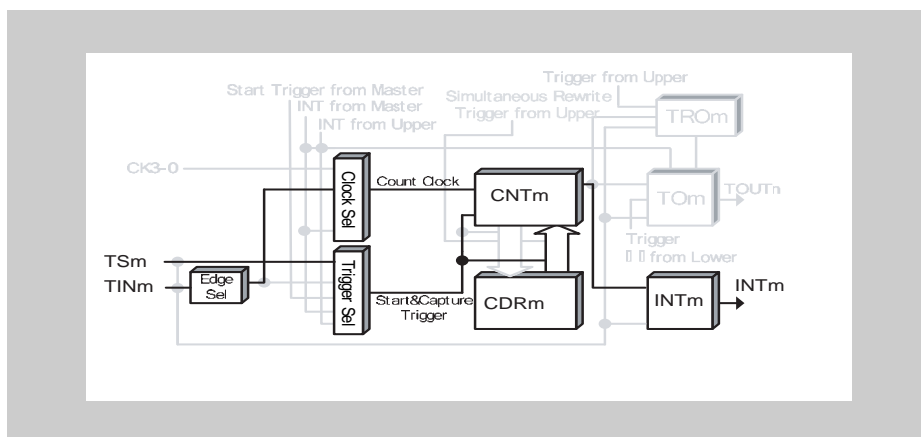 Trigger from Upper
Start Trigger from Master
Simultaneous Rewrite
INT from Master
Trigger from Upper
INT from Upper
TROm
CK3-0
Clock Sel
Count Clock
CNTm
TOm
TOUTn
Trigger
from Lower
TSm
TINm
Edge
Sel
Trigger Sel
Start&Capture
Trigger
CDRm
INTm
INTm